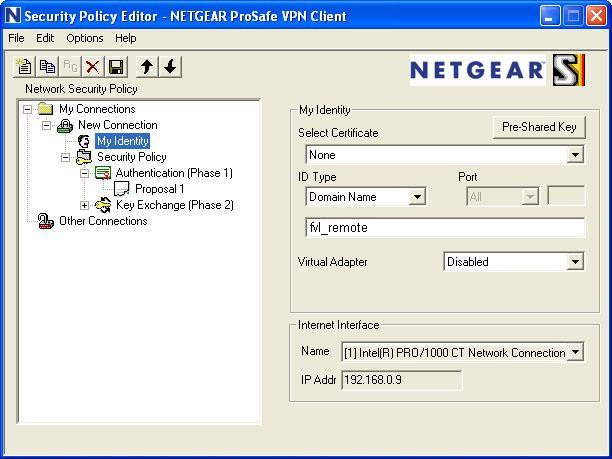 Security Policy Editor - NETGEAR ProSafe VPN Client
File Edit Options Help
NETGEAR
Network Security Policy
My Connections
New Connection
My Identity
Security Policy
Authentication (Phase 1)
Proposal 1
Key Exchange (Phase 2)
Other Connections
My Identity
Select Certificate
Pre-Shared Key
None
ID Type
Port
Domain Name
All
fvl_remote
Virtual Adapter
Disabled
Internet Interface
Name
[1] Intel(R) PRO/1000 CT Network Connection
IP Addr
192.168.0.9